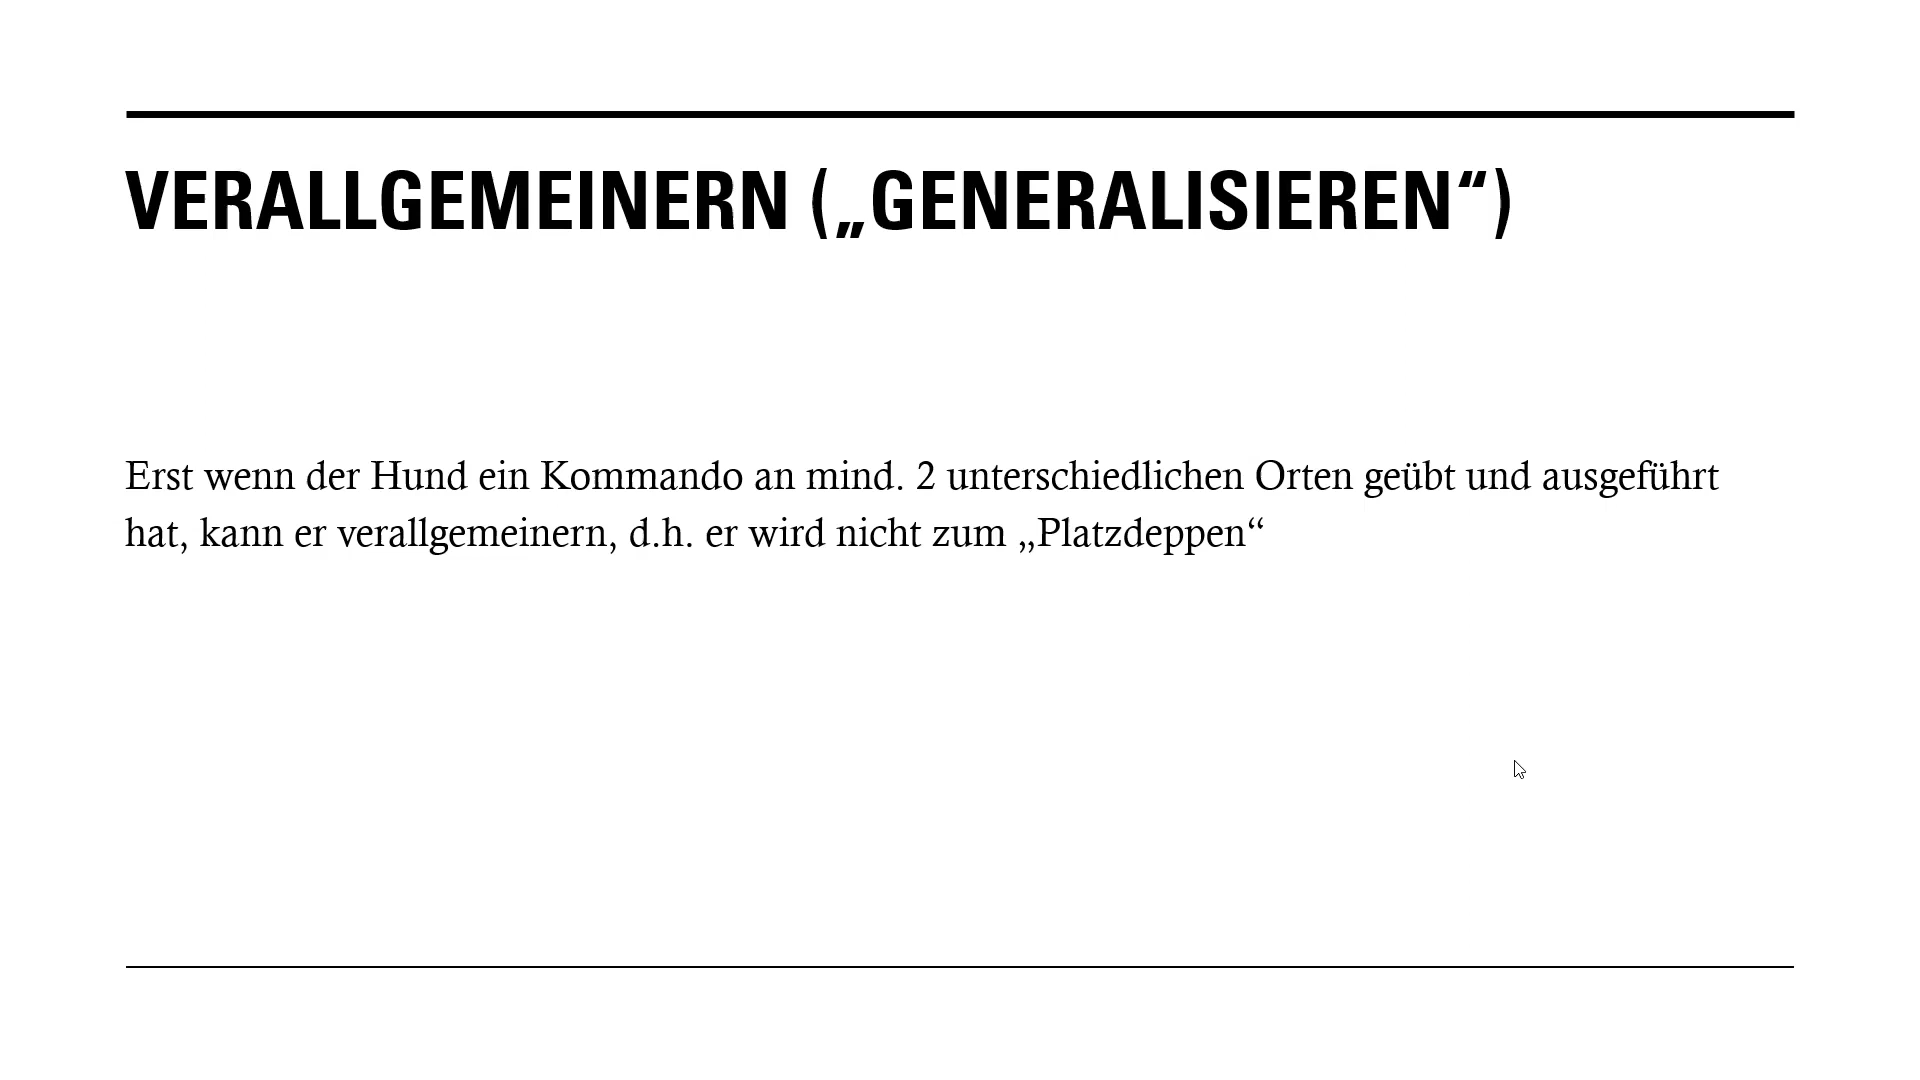 VERALLGEMEINERN („GENERALISIEREN“)
Erst wenn der Hund ein Kommando an mind. 2 unterschiedlichen Orten geübt und ausgeführt
hat, kann er verallgemeinern, d.h. er wird nicht zum „Platzdeppen“